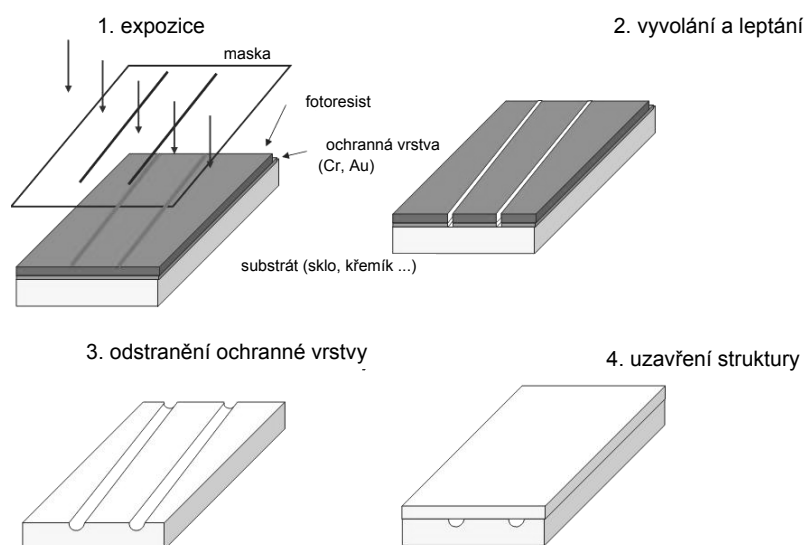 1. expozice
2. vyvolání a leptání
maska
fotoresist
ochranná vrstva
(Cr, Au)
substrát (sklo, křemík ...)
3. odstranění ochranné vrstvy
4. uzavření struktury